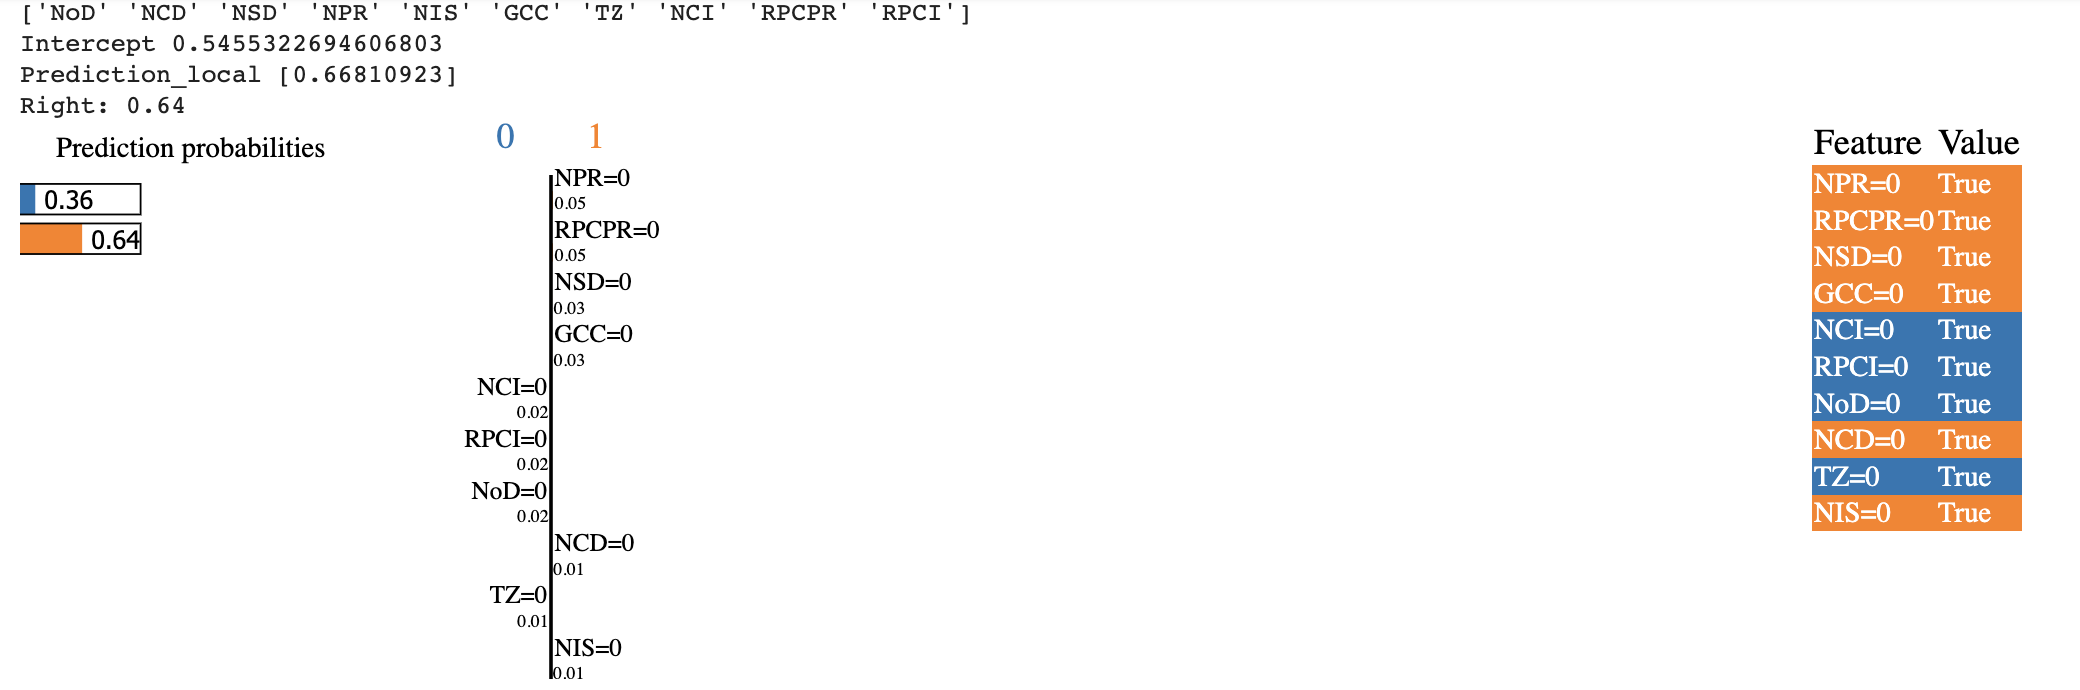 ['NoD' 'NCD' 'NSD' 'NPR' 'NIS' 'GCC' 'TZ' 'NCI' 'RPCPR' 'RPCI']
Intercept 0.5455322694606803
Prediction_local [0.66810923]
Right: 0.64
Prediction probabilities
0.36
0.64
0 1
NPR=0
0.05
RPCPR=0
0.05
NSD=0
0.03
GCC=0
0.03
NCI=0
0.02
RPCI=0
0.02
NoD=0
0.02
NCD=0
0.01
TZ=0
0.01
NIS=0
0.01
Feature Value
NPR=0 True
RPCPR=0 True
NSD=0 True
GCC=0 True
NCI=0 True
RPCI=0 True
NoD=0 True
NCD=0 True
TZ=0 True
NIS=0 True